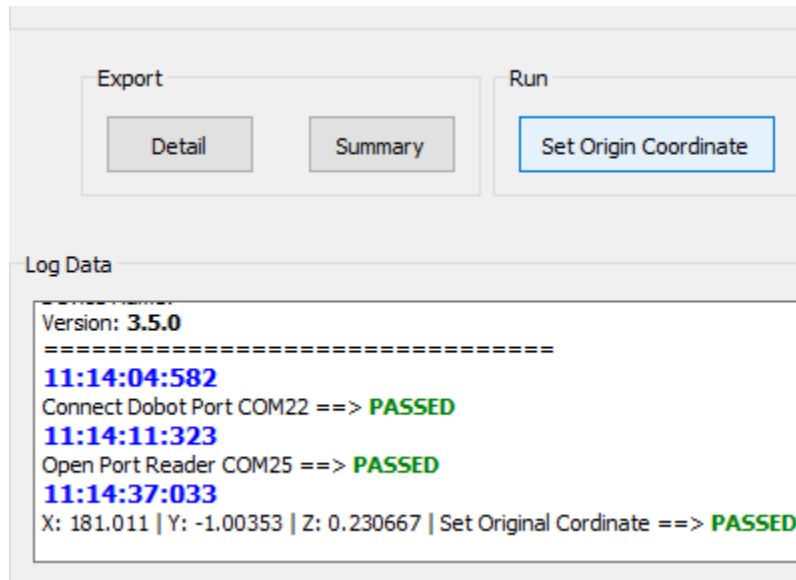 Export
Run
Detail
Summary
Set Origin Coordinate
Log Data
Version: 3.5.0
================================
11:14:04:582
Connect Dobot Port COM22 ==> PASSED
11:14:11:323
Open Port Reader COM25 ==> PASSED
11:14:37:033
X: 181.011 | Y: -1.00353 | Z: 0.230667 | Set Original Cordinate ==> PASSED